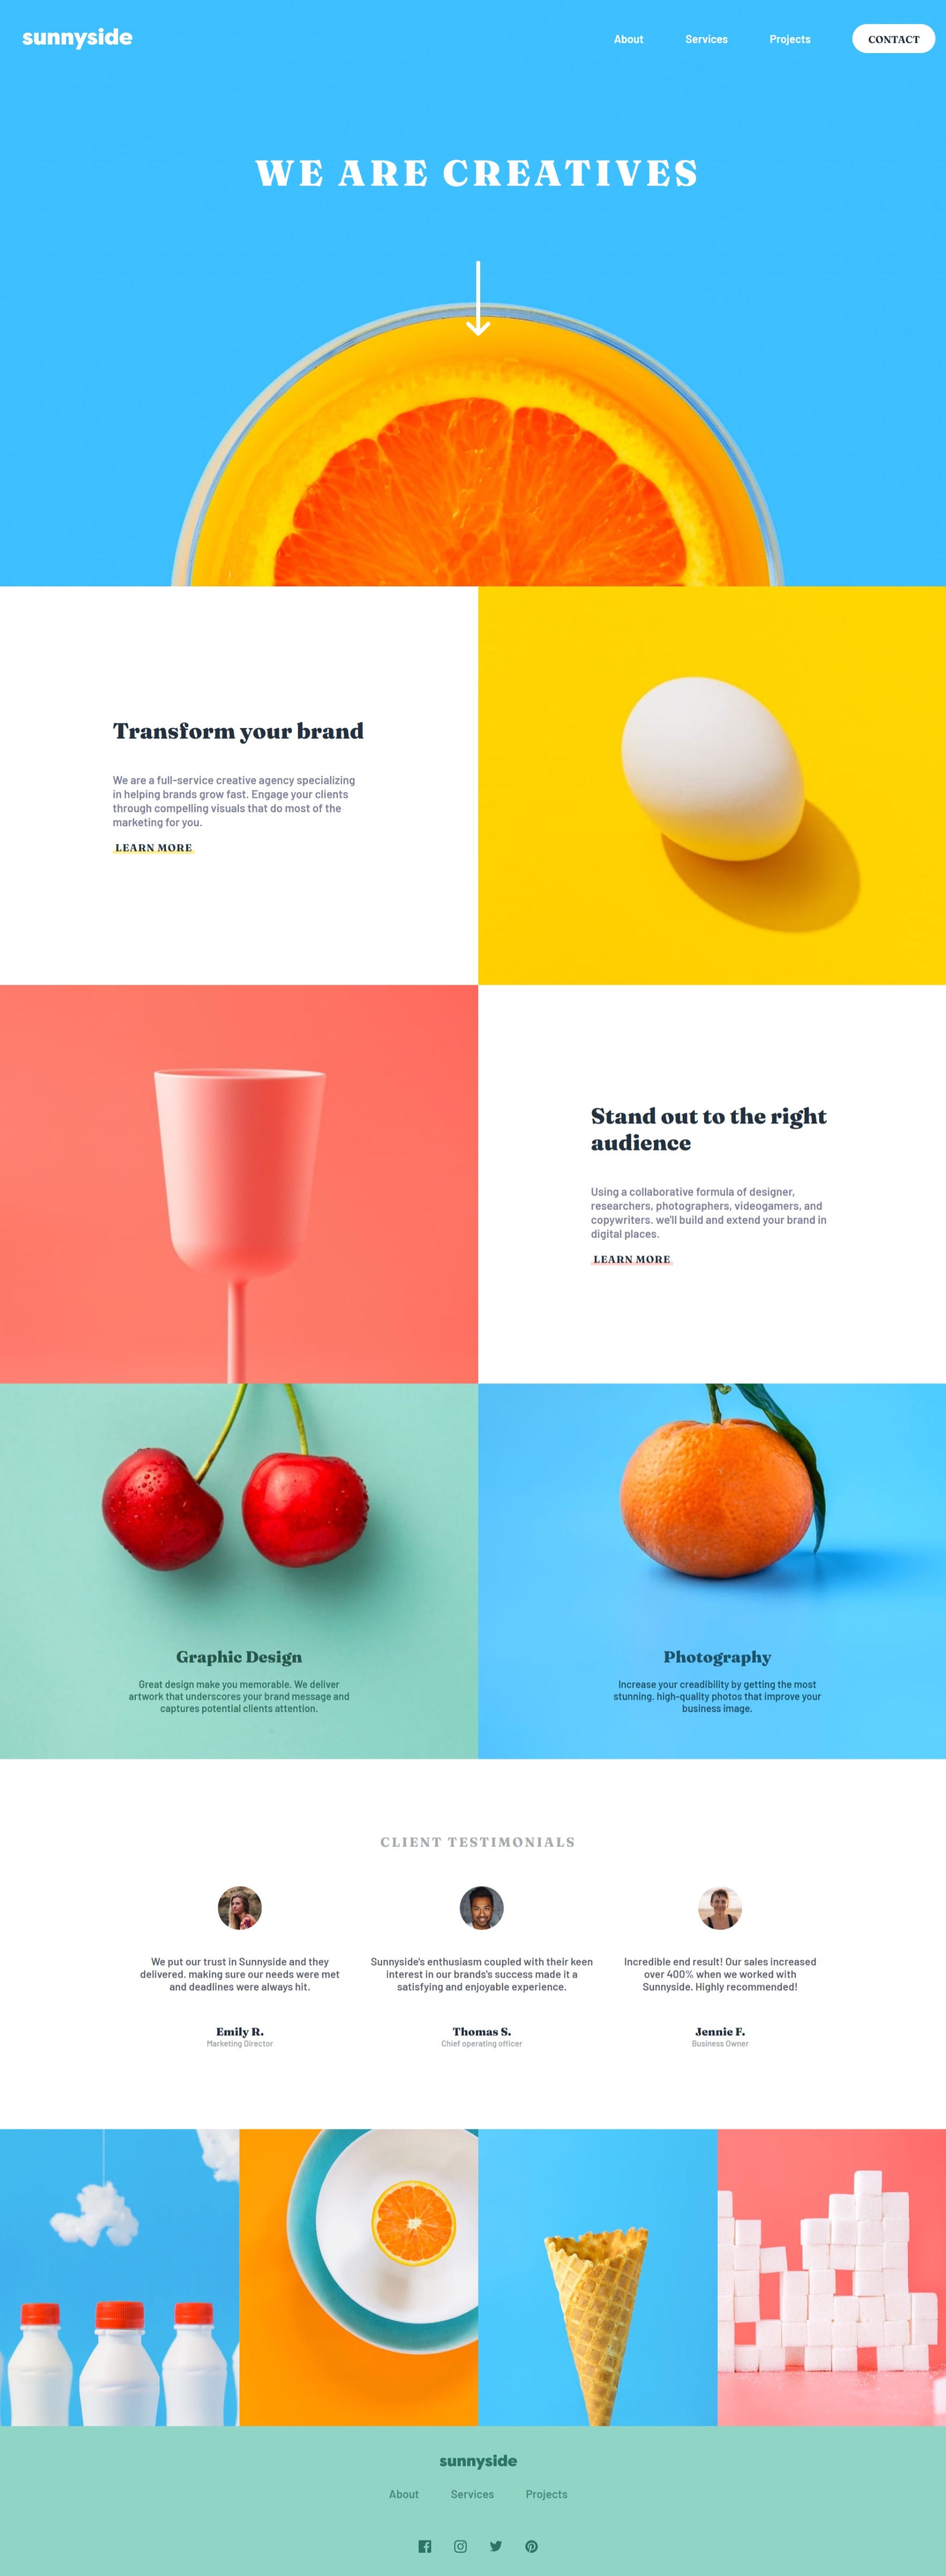 sunnyside
About Services Projects CONTACT
WE ARE CREATIVES
Transform your brand
We are a full-service creative agency specializing
in helping brands grow fast. Engage your clients
through compelling visuals that do most of the
marketing for you.
LEARN MORE
Stand out to the right
audience
Using a collaborative formula of designer,
researchers, photographers, videogamers, and
copywriters. we'll build and extend your brand in
digital places.
LEARN MORE
Graphic Design
Great design make you memorable. We deliver
artwork that underscores your brand message and
captures potential clients attention.
Photography
Increase your creadibility by getting the most
stunning. high-quality photos that improve your
business image.
CLIENT TESTIMONIALS
We put our trust in Sunnyside and they
delivered. making sure our needs were met
and deadlines were always hit.
Emily R.
Marketing Director
Sunnyside's enthusiasm coupled with their keen
interest in our brands's success made it a
satisfying and enjoyable experience.
Thomas S.
Chief operating officer
Incredible end result! Our sales increased
over 400% when we worked with
Sunnyside. Highly recommended!
Jennie F.
Business Owner
sunnyside
About Services Projects